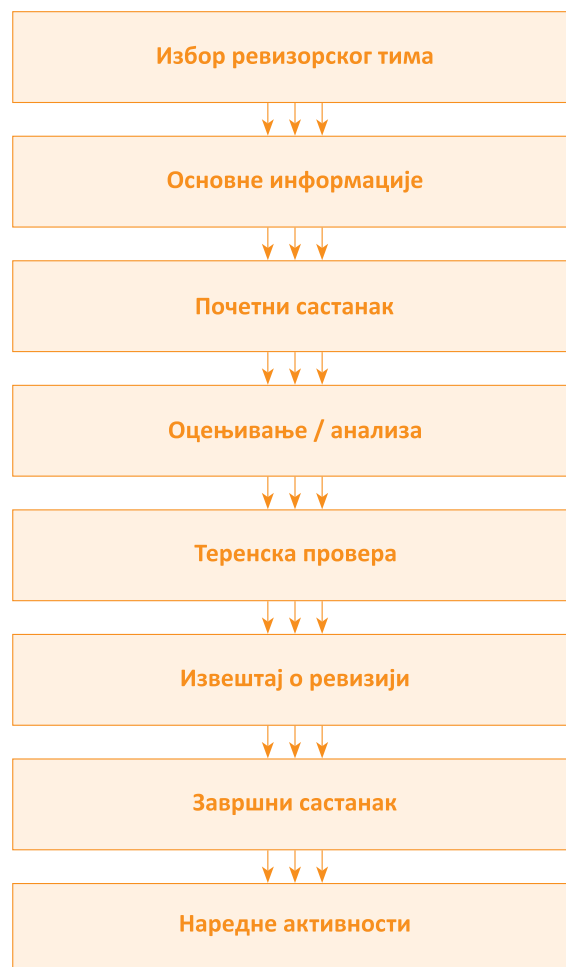 Избор ревизорског тима
Основне информације
Почетни састанак
Оцењивање / анализа
Теренска провера
Извештај о ревизији
Завршни састанак
Наредне активности